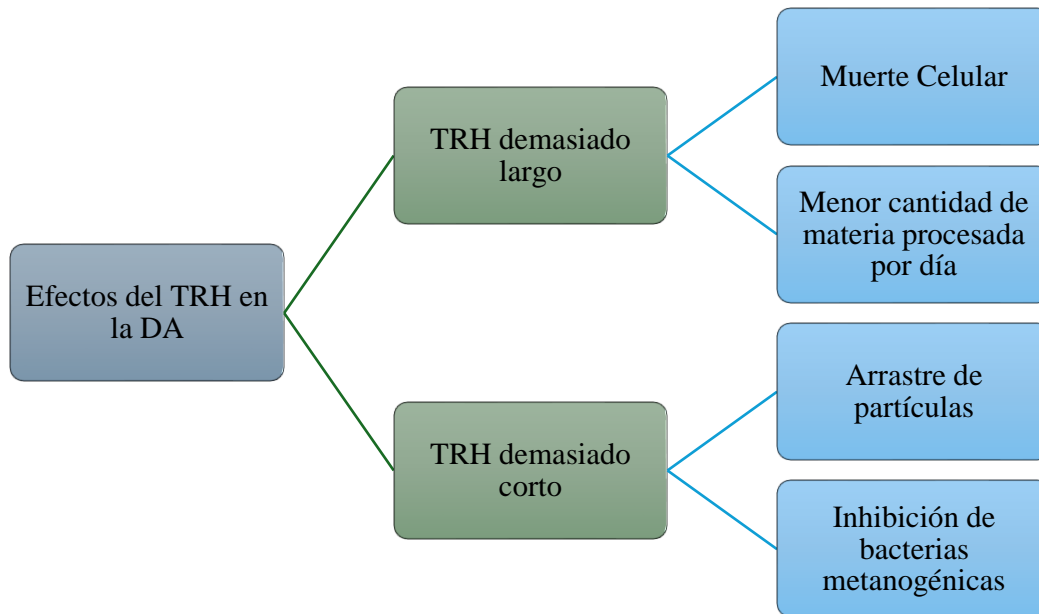 Efectos del TRH en
la DA
TRH demasiado
largo
Muerte Celular
Menor cantidad de
materia procesada
por día
TRH demasiado
corto
Arrastre de
partículas
Inhibición de
bacterias
metanogénicas